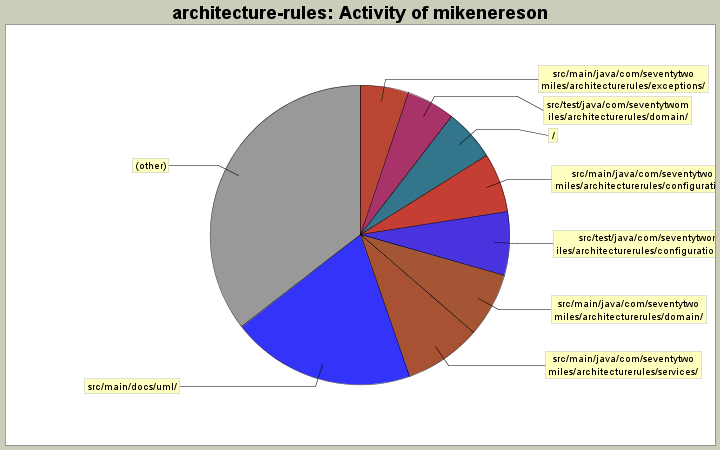 architecture-rules: Activity of mikenereson
src/main/java/com/seventytwo
miles/architecturerules/exceptions/
src/test/java/com/seventytwom
iles/architecturerules/domain/
/
src/main/java/com/seventytwo
miles/architecturerules/configurati
src/test/java/com/seventytwor
iles/architecturerules/configuratio
src/main/java/com/seventytwo
miles/architecturerules/domain/
src/main/java/com/seventytwo
miles/architecturerules/services/
src/main/docs/uml/
(other)